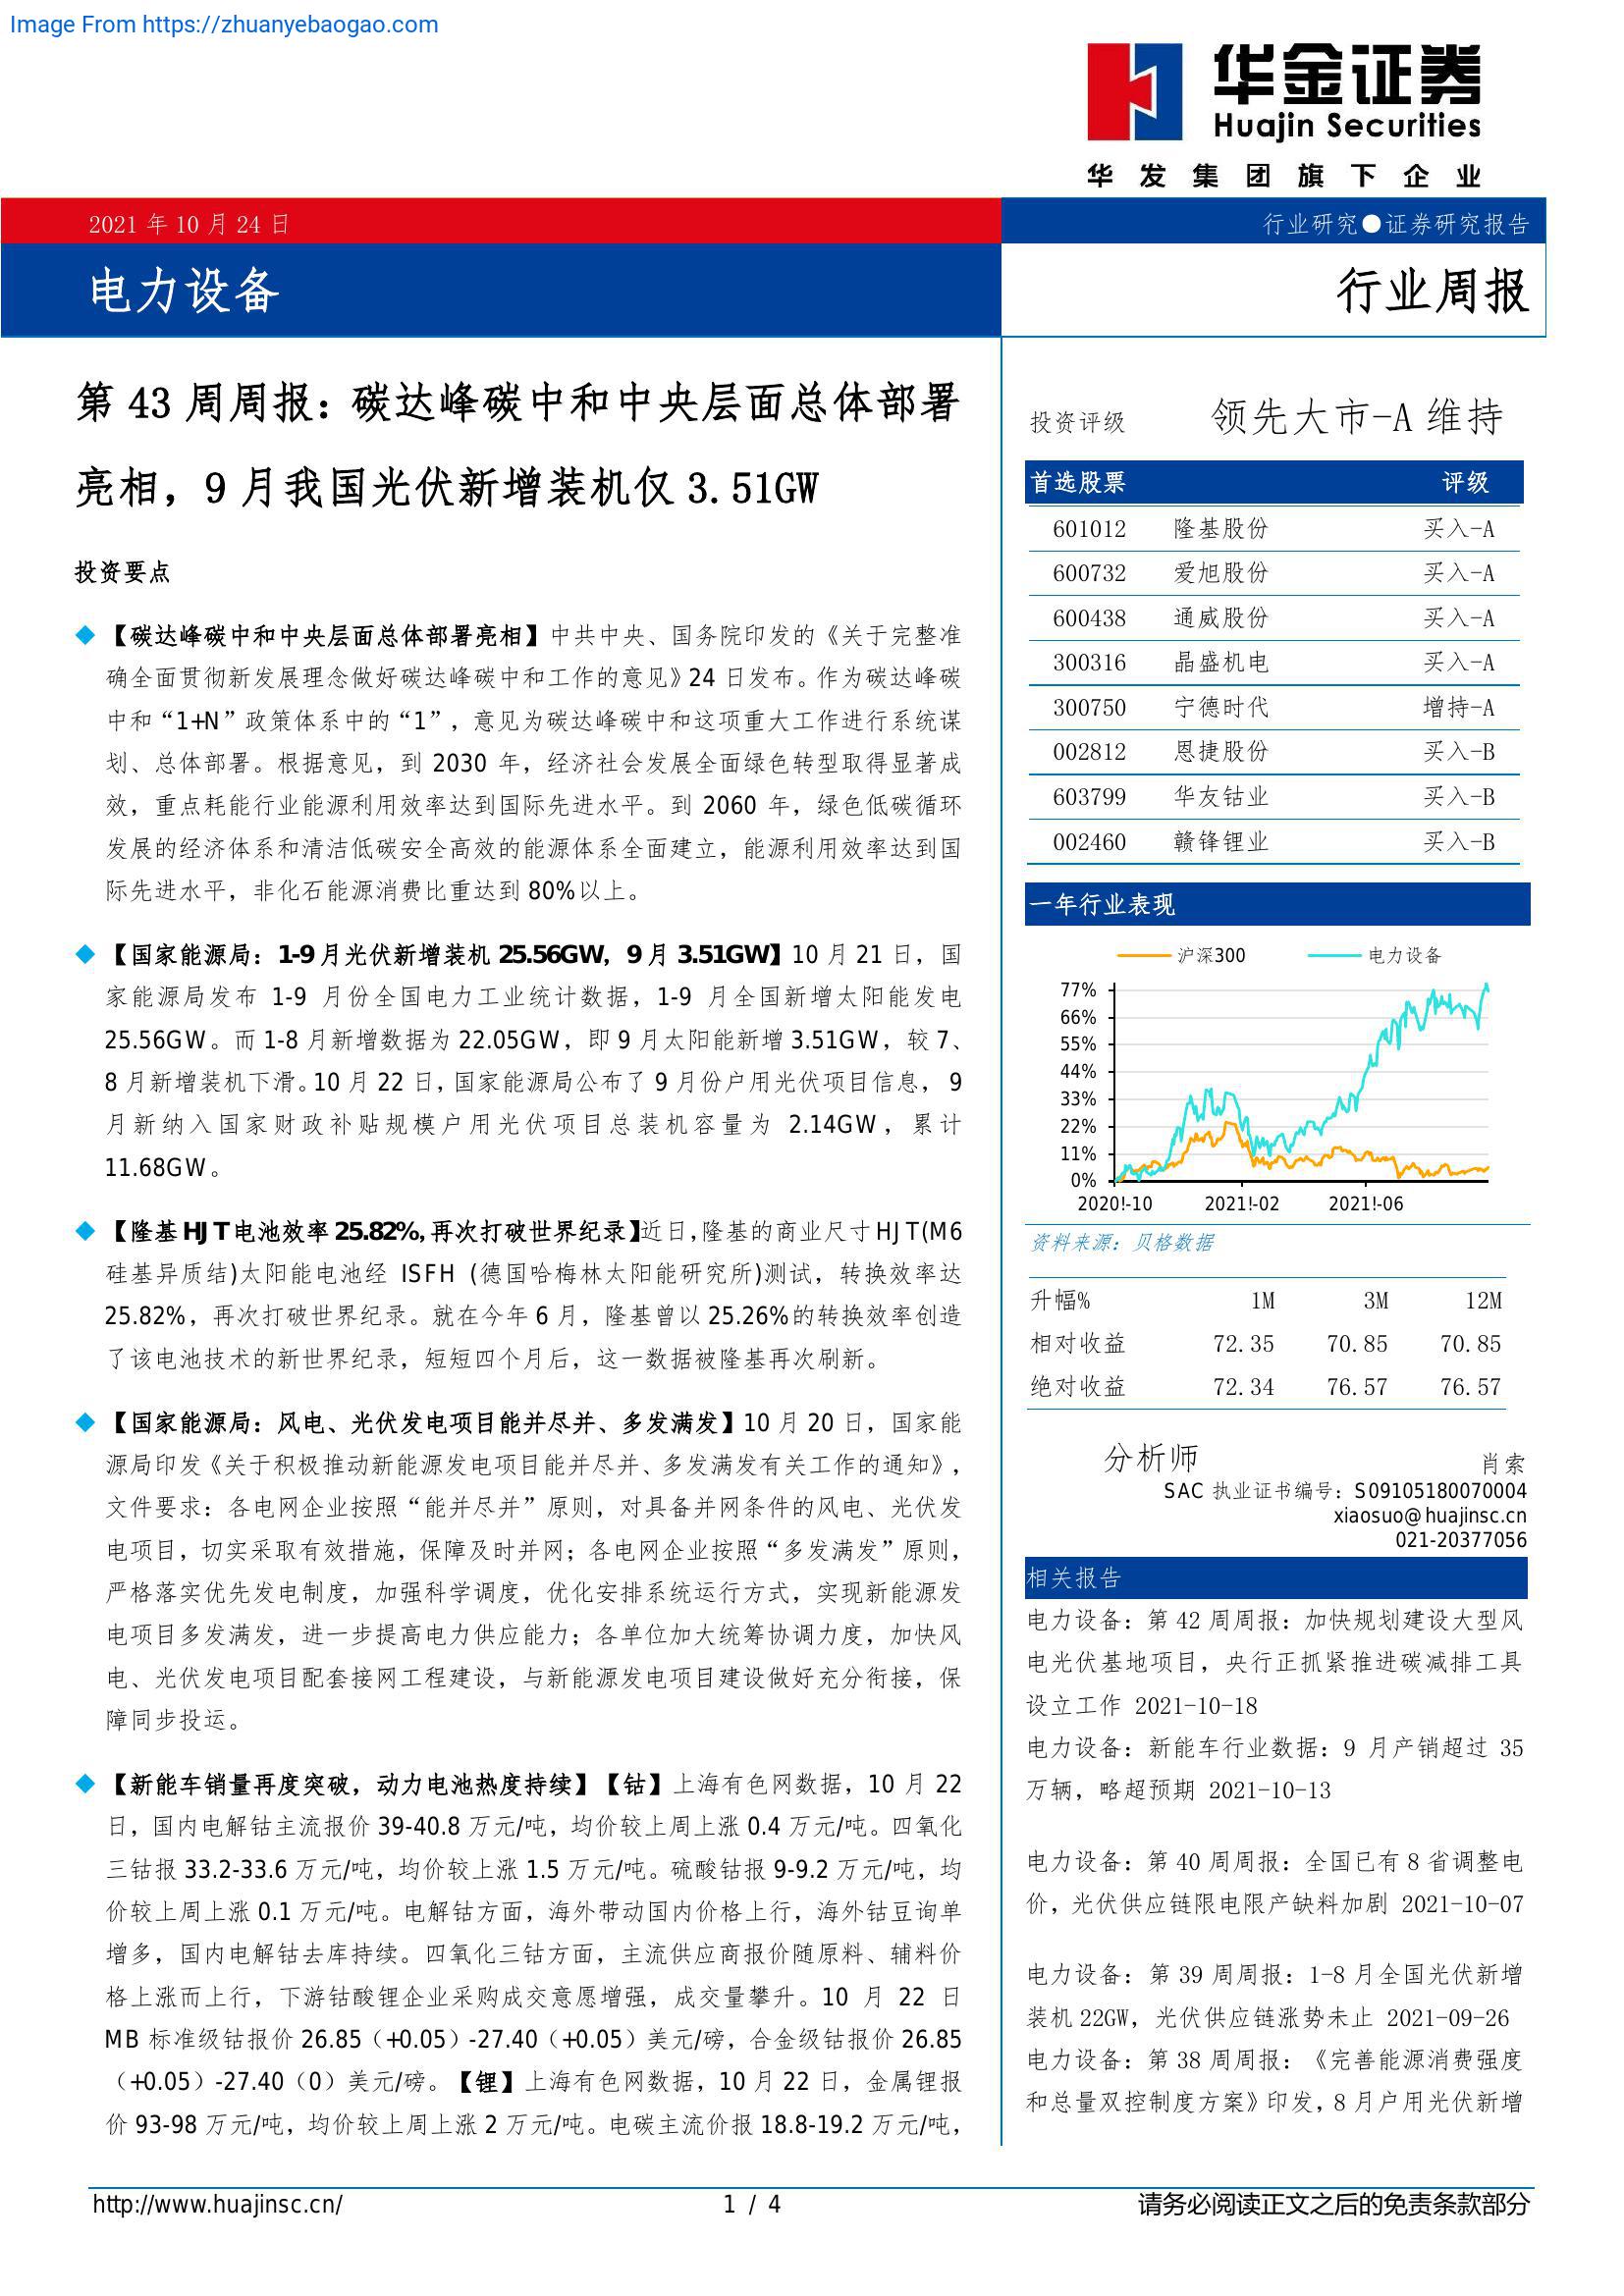 Image From https://zhuanyebaogao.com
华金证券
Huajin Securities
华发集团旗下企业
2021 年 10 月 24 日
行业研究●证券研究报告
电力设备
行业周报
第 43 周周报：碳达峰碳中和中央层面总体部署
亮相，9 月我国光伏新增装机仅 3.51GW
投资要点
◆ 【碳达峰碳中和中央层面总体部署亮相】中共中央、国务院印发的《关于完整准
确全面贯彻新发展理念做好碳达峰碳中和工作的意见》24 日发布。作为碳达峰碳
中和“1+N”政策体系中的“1”，意见为碳达峰碳中和这项重大工作进行系统谋
划、总体部署。根据意见，到 2030 年，经济社会发展全面绿色转型取得显著成
效，重点耗能行业能源利用效率达到国际先进水平。到 2060 年，绿色低碳循环
发展的经济体系和清洁低碳安全高效的能源体系全面建立，能源利用效率达到国
际先进水平，非化石能源消费比重达到 80%以上。
◆ 【国家能源局：1-9 月光伏新增装机 25.56GW，9 月 3.51GW】10 月 21 日，国
家能源局发布 1-9 月份全国电力工业统计数据，1-9 月全国新增太阳能发电
25.56GW。而 1-8 月新增数据为 22.05GW，即 9 月太阳能新增 3.51GW，较 7、
8 月新增装机下滑。10 月 22 日，国家能源局公布了 9 月份户用光伏项目信息，9
月新纳入国家财政补贴规模户用光伏项目总装机容量为 2.14GW，累计
11.68GW。
◆ 【隆基 HJT 电池效率 25.82%，再次打破世界纪录】近日，隆基的商业尺寸 HJT(M6
硅基异质结)太阳能电池经 ISFH (德国哈梅林太阳能研究所)测试，转换效率达
25.82%，再次打破世界纪录。就在今年 6 月，隆基曾以 25.26%的转换效率创造
了该电池技术的新世界纪录，短短四个月后，这一数据被隆基再次刷新。
◆ 【国家能源局：风电、光伏发电项目能并尽并、多发满发】10 月 20 日，国家能
源局印发《关于积极推动新能源发电项目能并尽并、多发满发有关工作的通知》，
文件要求：各电网企业按照“能并尽并”原则，对具备并网条件的风电、光伏发
电项目，切实采取有效措施，保障及时并网；各电网企业按照“多发满发”原则，
严格落实优先发电制度，加强科学调度，优化安排系统运行方式，实现新能源发
电项目多发满发，进一步提高电力供应能力；各单位加大统筹协调力度，加快风
电、光伏发电项目配套接网工程建设，与新能源发电项目建设做好充分衔接，保
障同步投运。
◆ 【新能车销量再度突破，动力电池热度持续】【钴】上海有色网数据，10 月 22
日，国内电解钴主流报价 39-40.8 万元/吨，均价较上周上涨 0.4 万元/吨。四氧化
三钴报 33.2-33.6 万元/吨，均价较上涨 1.5 万元/吨。硫酸钴报 9-9.2 万元/吨，均
价较上周上涨 0.1 万元/吨。电解钴方面，海外带动国内价格上行，海外钴豆询单
增多，国内电解钴去库持续。四氧化三钴方面，主流供应商报价随原料、辅料价
格上涨而上行，下游钴酸锂企业采购成交意愿增强，成交量攀升。10 月 22 日
MB 标准级钴报价 26.85（+0.05）-27.40（+0.05）美元/磅，合金级钴报价 26.85
（+0.05）-27.40（0）美元/磅。【锂】上海有色网数据，10 月 22 日，金属锂报
价 93-98 万元/吨，均价较上周上涨 2 万元/吨。电碳主流价报 18.8-19.2 万元/吨，
投资评级 领先大市-A 维持
首选股票 评级
601012 隆基股份 买入-A
600732 爱旭股份 买入-A
600438 通威股份 买入-A
300316 晶盛机电 买入-A
300750 宁德时代 增持-A
002812 恩捷股份 买入-B
603799 华友钴业 买入-B
002460 赣锋锂业 买入-B
一年行业表现
沪深300 电力设备
77%
66%
55%
44%
33%
22%
11%
0%
2020!-10 2021!-02 2021!-06
资料来源：贝格数据
升幅% 1M 3M 12M
相对收益 72.35 70.85 70.85
绝对收益 72.34 76.57 76.57
分析师 肖索
SAC 执业证书编号：S09105180070004
xiaosuo@huajinsc.cn
021-20377056
相关报告
电力设备：第 42 周周报：加快规划建设大型风
电光伏基地项目，央行正抓紧推进碳减排工具
设立工作 2021-10-18
电力设备：新能车行业数据：9 月产销超过 35
万辆，略超预期 2021-10-13
电力设备：第 40 周周报：全国已有 8 省调整电
价，光伏供应链限电限产缺料加剧 2021-10-07
电力设备：第 39 周周报：1-8 月全国光伏新增
装机 22GW，光伏供应链涨势未止 2021-09-26
电力设备：第 38 周周报：《完善能源消费强度
和总量双控制度方案》印发，8 月户用光伏新增
http://www.huajinsc.cn/
1 / 4
请务必阅读正文之后的免责条款部分